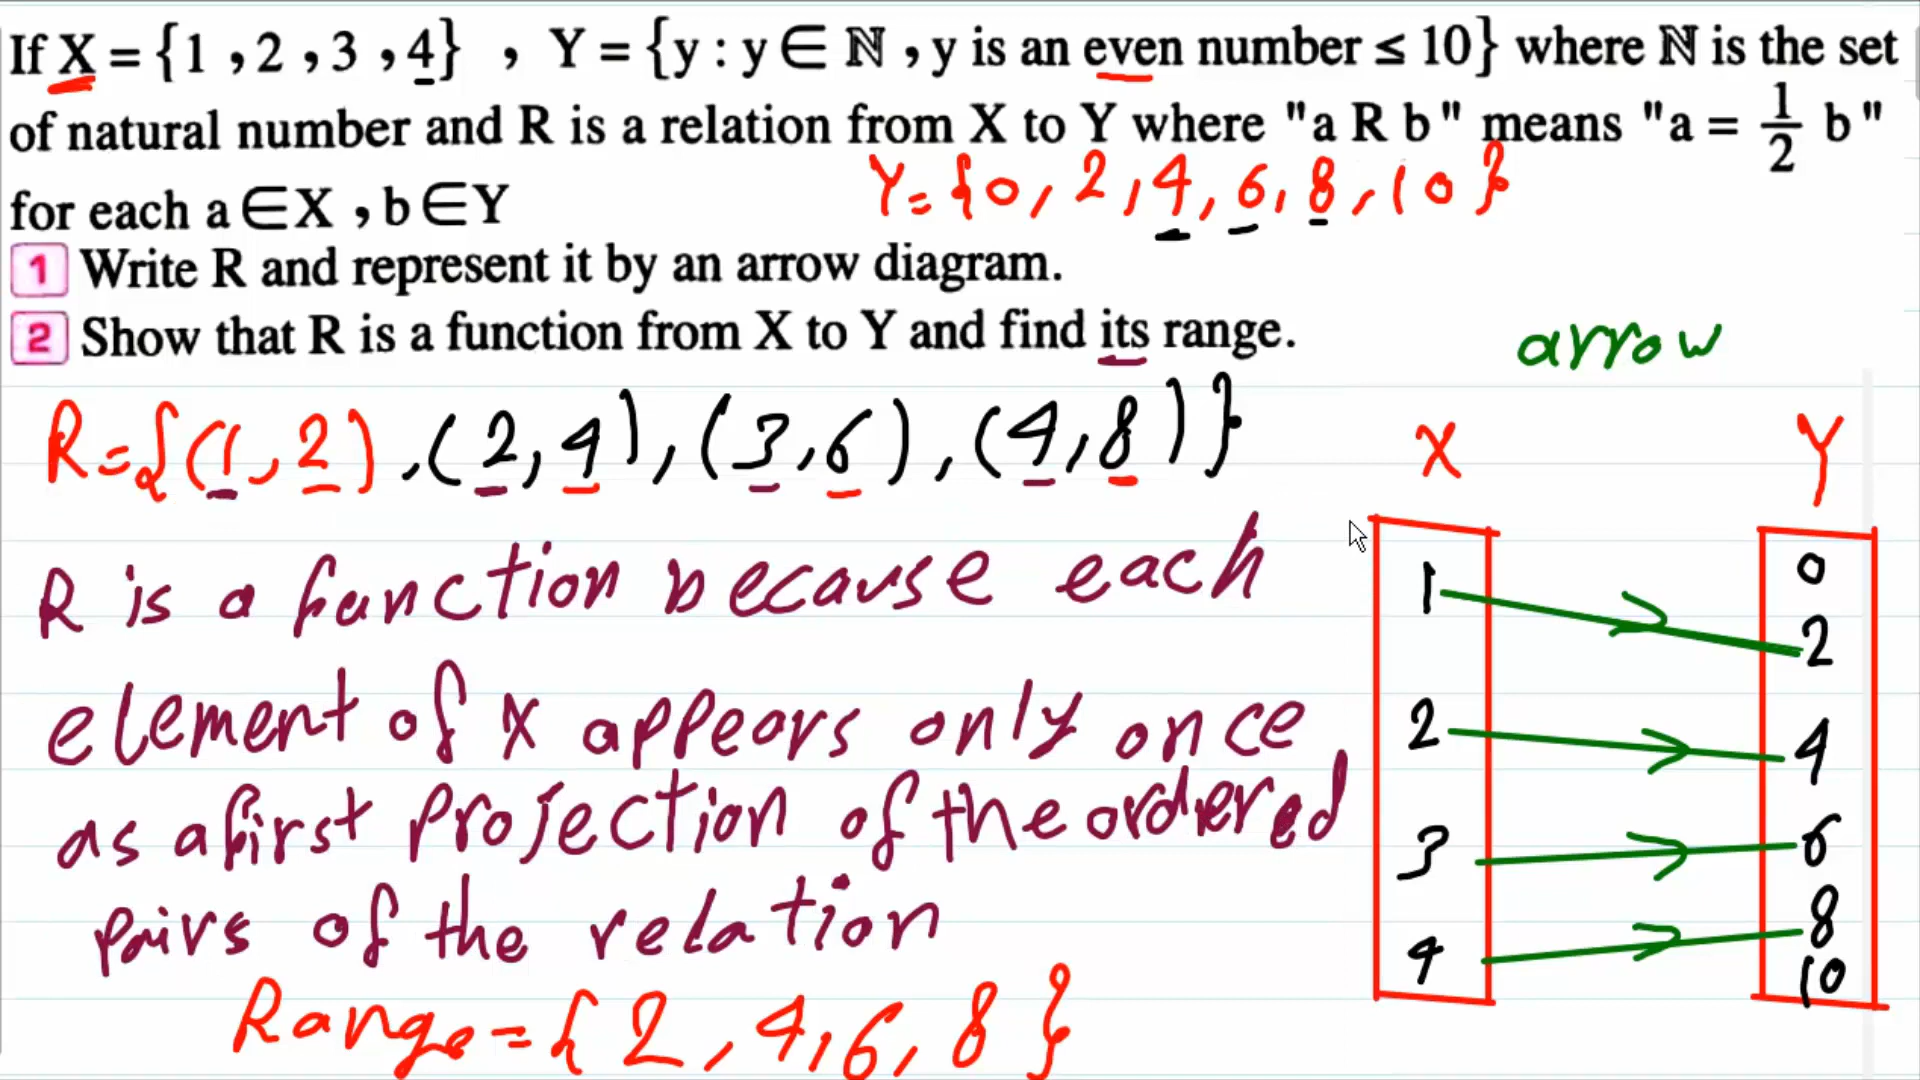 If X = {1 , 2 , 3 , 4} , Y = {y : y ∈ ℕ , y is an even number ≤ 10} where ℕ is the set
of natural number and R is a relation from X to Y where "a R b" means "a = 1/2 b"
for each a ∈ X , b ∈ Y
Y = {0, 2, 4, 6, 8, 10}
1 Write R and represent it by an arrow diagram.
2 Show that R is a function from X to Y and find its range.
R = {(1, 2), (2, 4), (3, 6), (4, 8)}
R is a function because each
element of X appears only once
as a first projection of the ordered
pairs of the relation
Range = {2, 4, 6, 8}
arrow
X Y
1
2
3
4
0
2
4
6
8
10